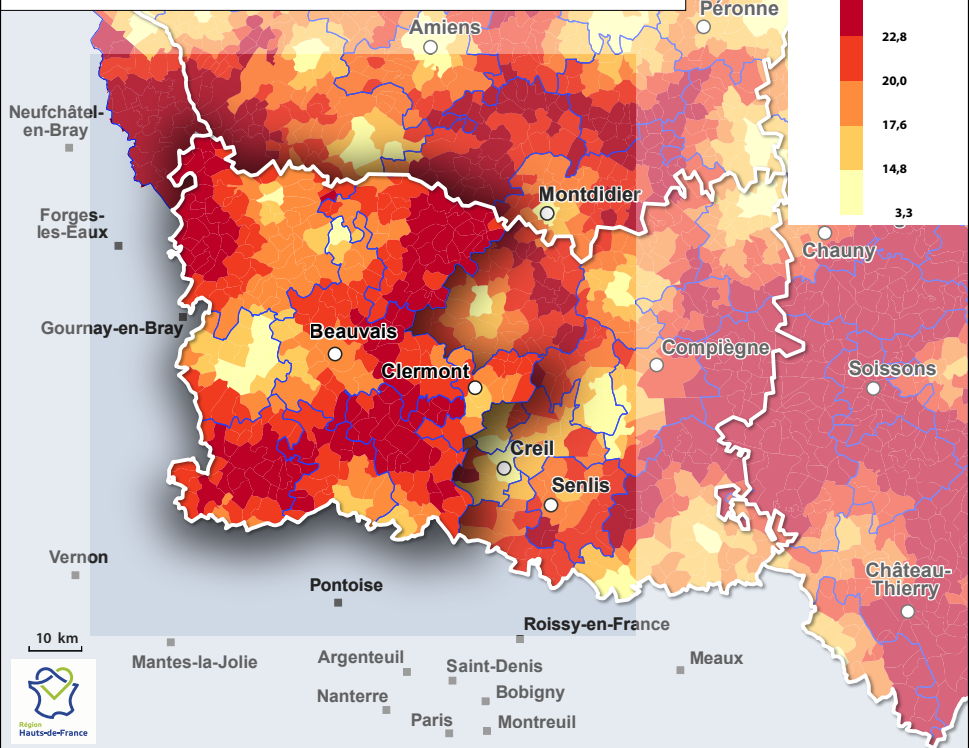 Péronne
22,8
Amiens
20,0
Neufchâtel-
en-Bray
17,6
14,8
Montdidier
3,3
Forges-
les-Eaux
Chauny
Gournay-en-Bray
Beauvais
Compiègne
Clermont
Soissons
Creil
Senlis
Vernon
Château-
Thierry
Pontoise
Roissy-en-France
10 km
Mantes-la-Jolie
Argenteuil
Saint-Denis
Meaux
Nanterre
Bobigny
Paris
Montreuil
Région
Hauts-de-France